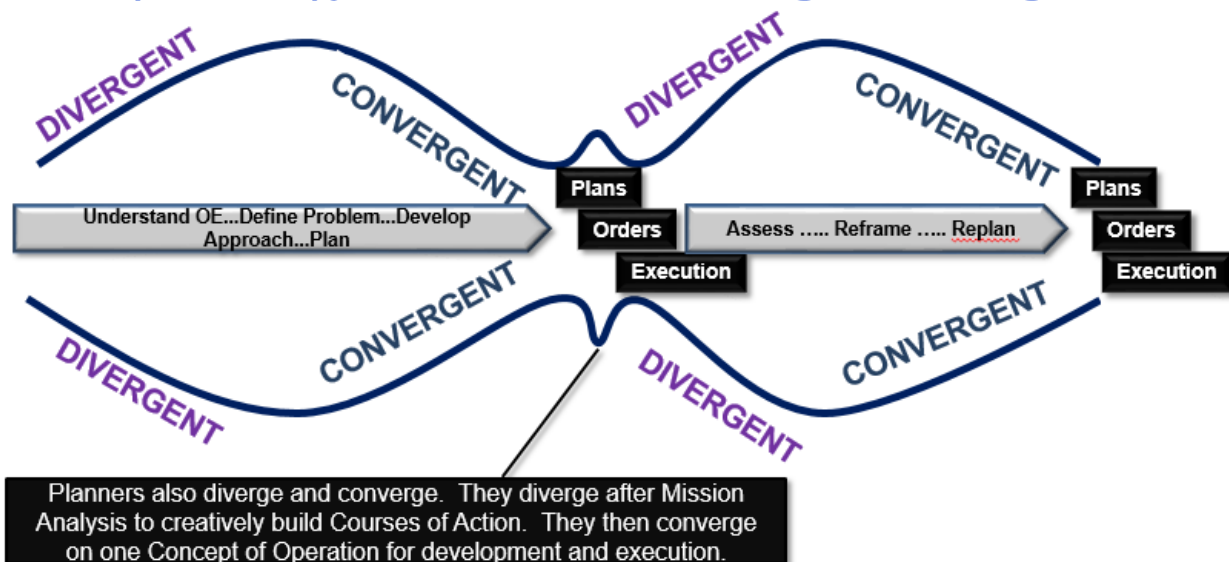 DIVERGENT
CONVERGENT
DIVERGENT
CONVERGENT
Understand OE...Define Problem...Develop
Approach...Plan
Plans
Orders
Execution
Assess ..... Reframe ..... Replan
Plans
Orders
Execution
DIVERGENT
CONVERGENT
DIVERGENT
CONVERGENT
Planners also diverge and converge. They diverge after Mission
Analysis to creatively build Courses of Action. They then converge
on one Concept of Operation for development and execution.